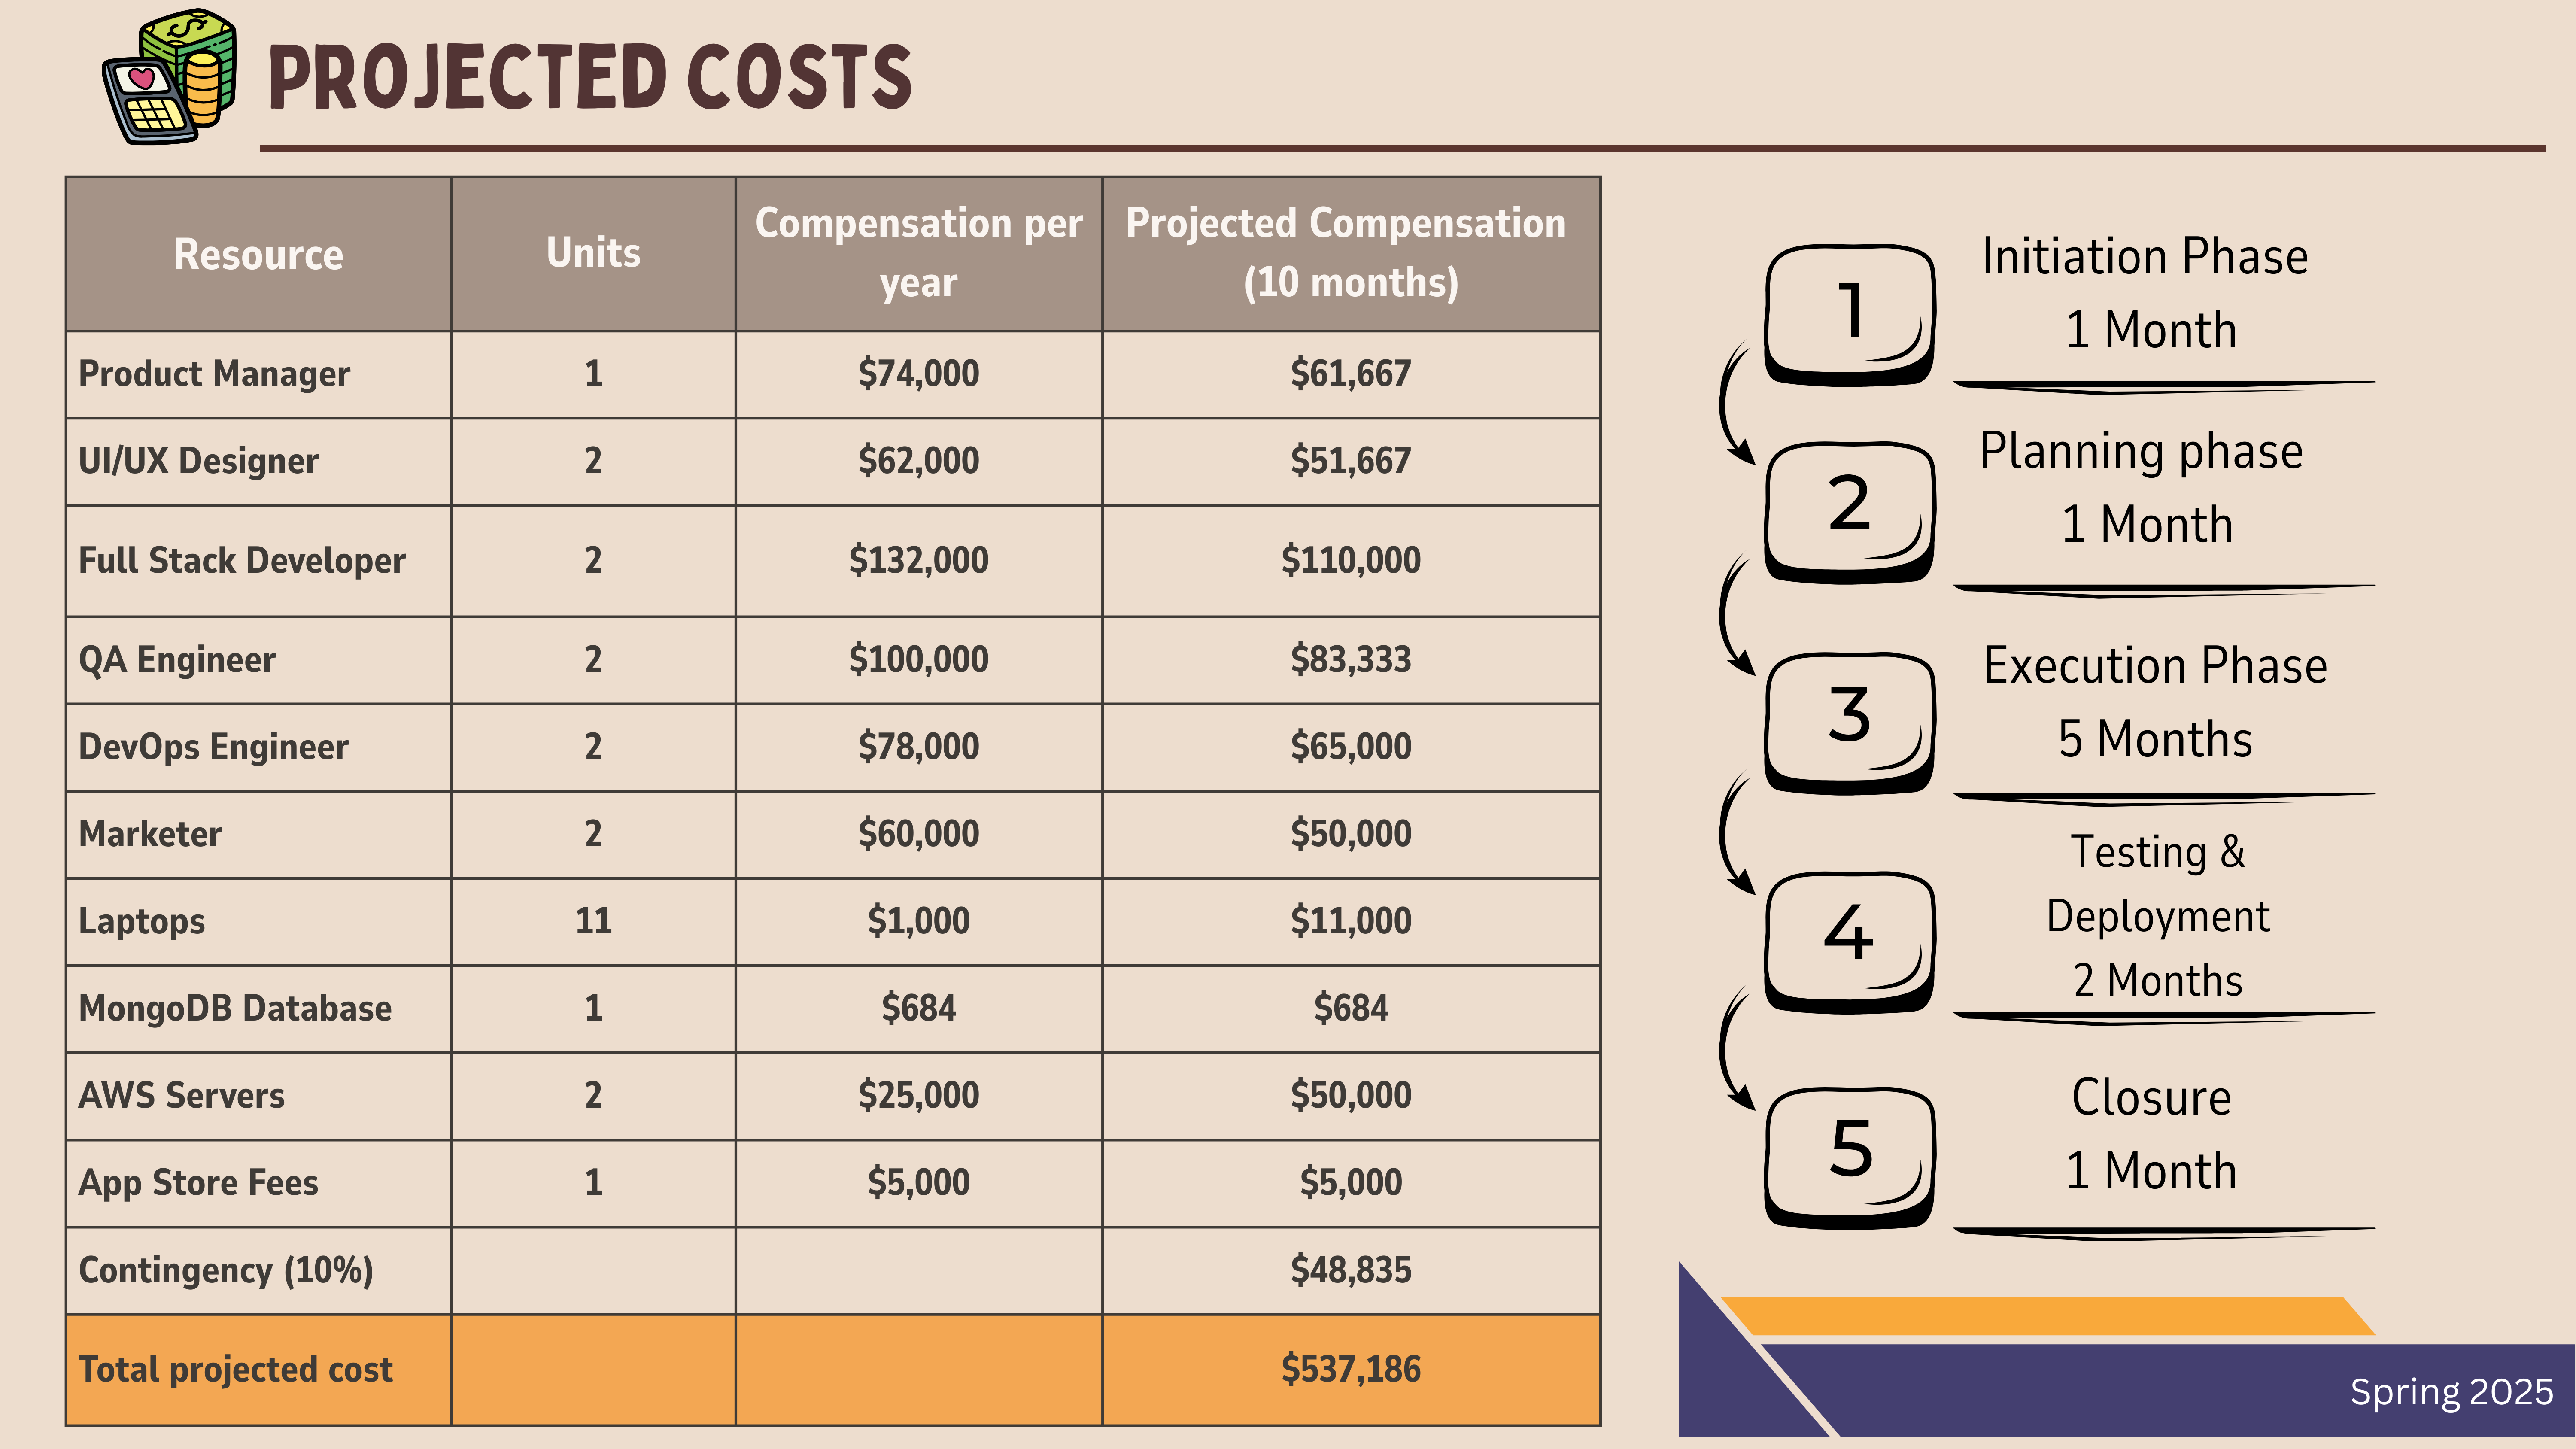 PROJECTED COSTS
Resource Units Compensation per year Projected Compensation (10 months)
Product Manager 1 $74,000 $61,667
UI/UX Designer 2 $62,000 $51,667
Full Stack Developer 2 $132,000 $110,000
QA Engineer 2 $100,000 $83,333
DevOps Engineer 2 $78,000 $65,000
Marketer 2 $60,000 $50,000
Laptops 11 $1,000 $11,000
MongoDB Database 1 $684 $684
AWS Servers 2 $25,000 $50,000
App Store Fees 1 $5,000 $5,000
Contingency (10%) $48,835
Total projected cost $537,186
1
Initiation Phase
1 Month
2
Planning phase
1 Month
3
Execution Phase
5 Months
4
Testing &
Deployment
2 Months
5
Closure
1 Month
Spring 2025